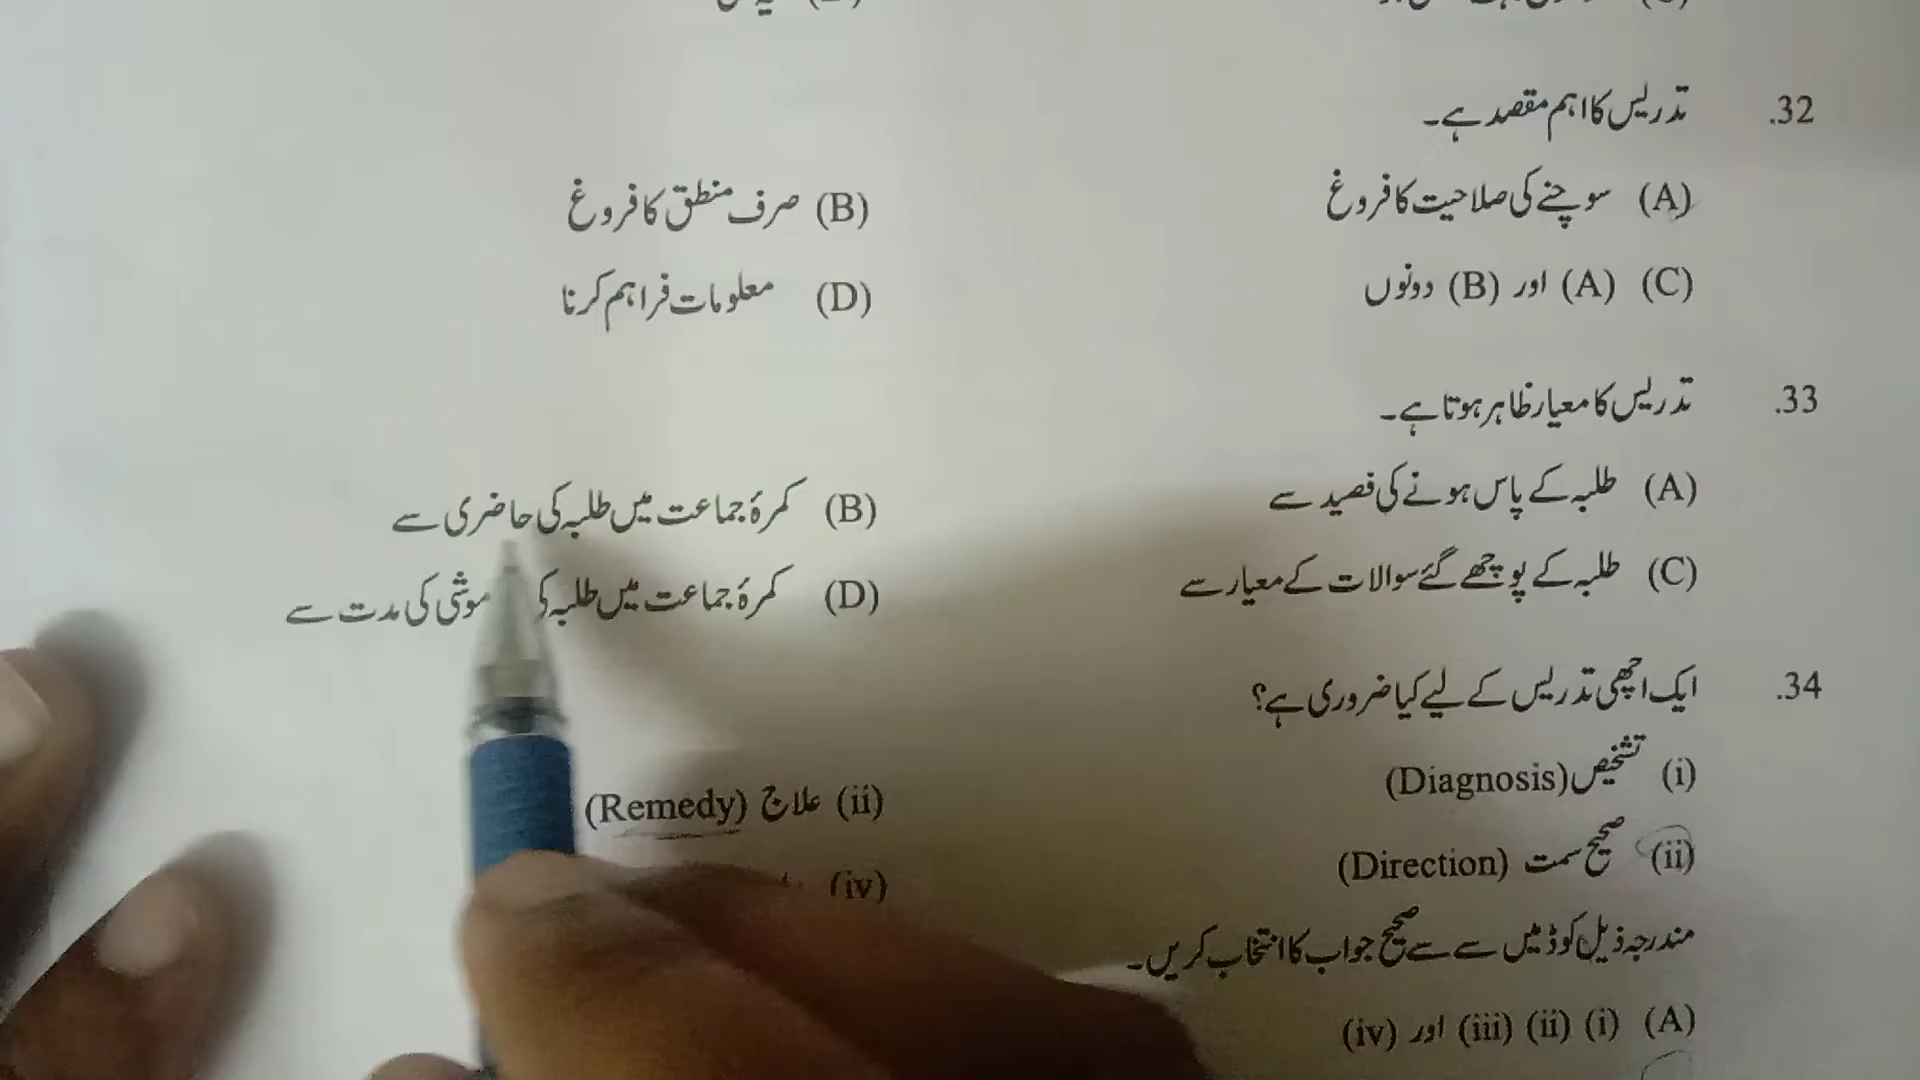 32. تدریس کا اہم مقصد ہے۔
(A) سوچنے کی صلاحیت کا فروغ (B) صرف منطق کا فروغ
(C) (A) اور (B) دونوں (D) معلومات فراہم کرنا
33. تدریس کا معیار ظاہر ہوتا ہے۔
(A) طلبہ کے پاس ہونے کی فصید سے (B) کمرۂ جماعت میں طلبہ کی حاضری سے
(C) طلبہ کے پوچھے گئے سوالات کے معیار سے (D) کمرۂ جماعت میں طلبہ کی موشی کی مدت سے
34. ایک اچھی تدریس کے لیے کیا ضروری ہے؟
(i) تشخیص (Diagnosis) (ii) علاج (Remedy)
(ii) صحیح سمت (Direction) (iv)
مندرجہ ذیل کوڈ میں سے سے صحیح جواب کا انتخاب کریں۔
(A) (i) (ii) (iii) اور (iv)